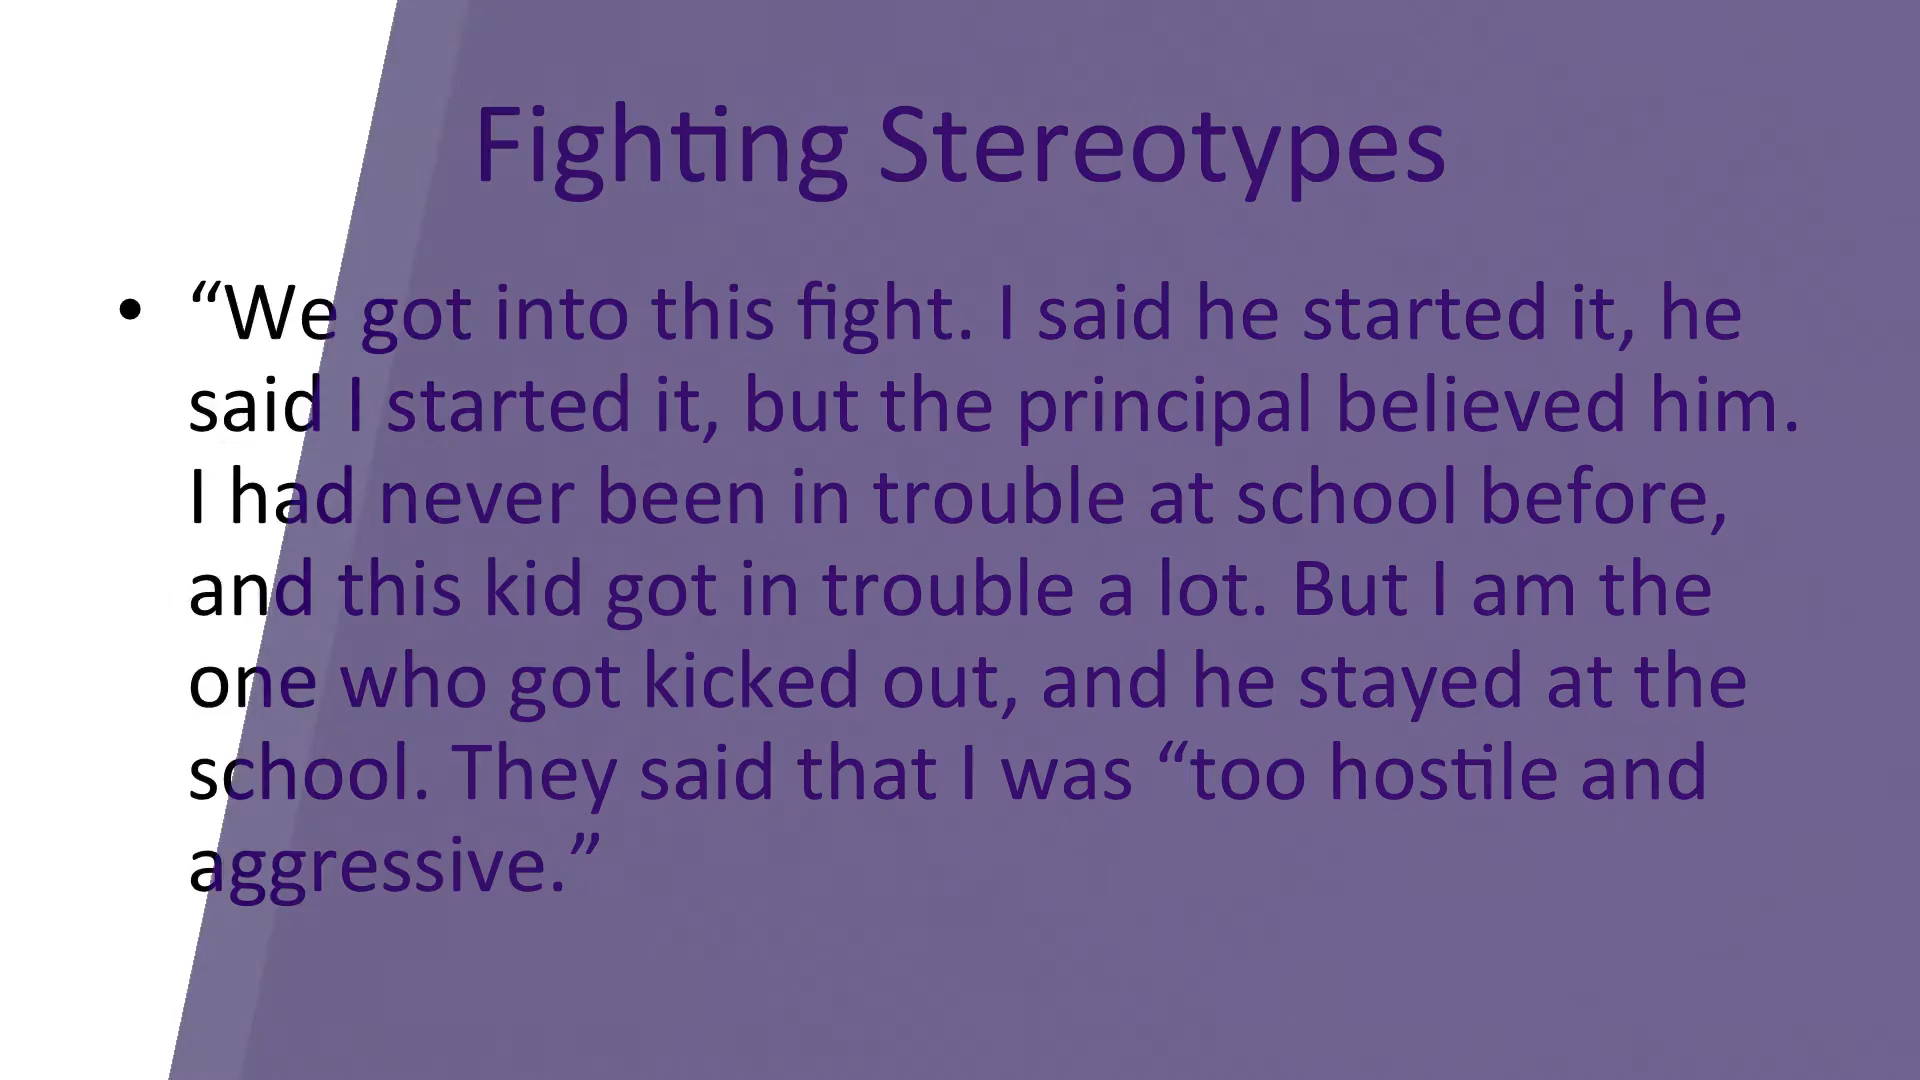 Fighting Stereotypes
• “We got into this fight. I said he started it, he
said I started it, but the principal believed him.
I had never been in trouble at school before,
and this kid got in trouble a lot. But I am the
one who got kicked out, and he stayed at the
school. They said that I was “too hostile and
aggressive.”